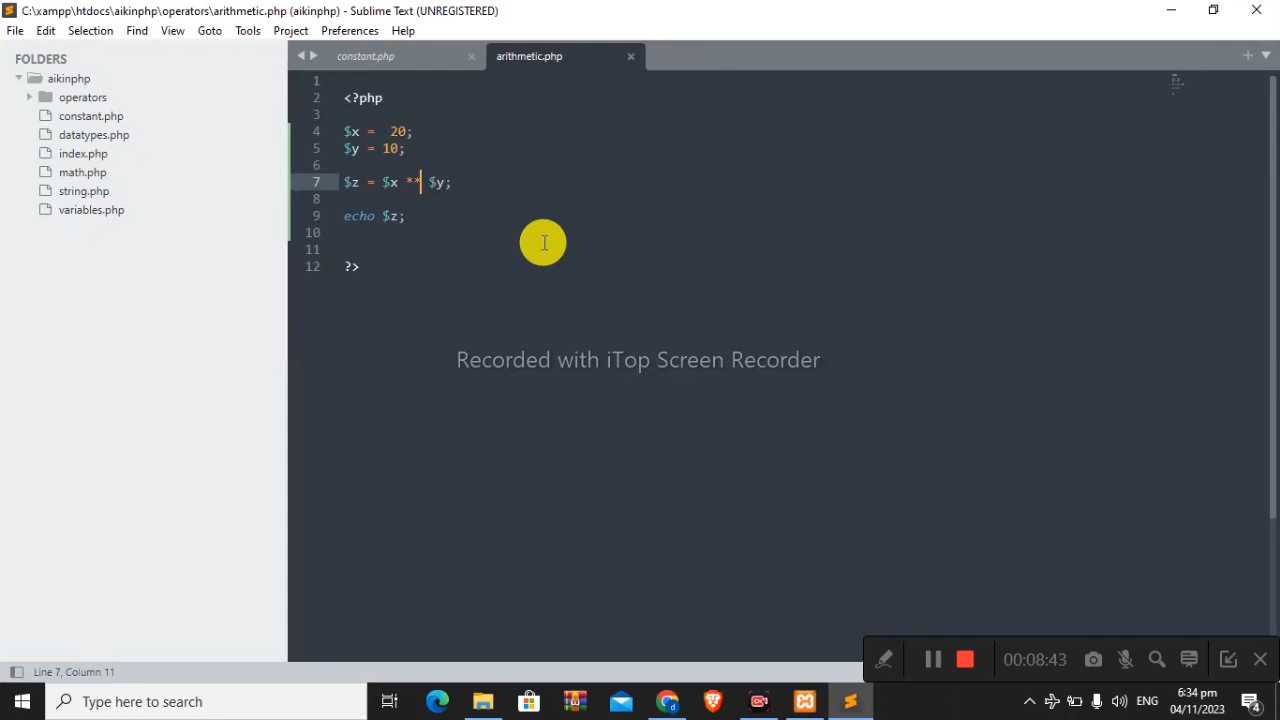 C:\xampp\htdocs\aikinphp\operators\arithmetic.php (aikinphp) - Sublime Text (UNREGISTERED)
File Edit Selection Find View Goto Tools Project Preferences Help
FOLDERS
aikinphp
operators
constant.php
datatypes.php
index.php
math.php
string.php
variables.php
constant.php
arithmetic.php
1
2 <?php
3
4 $x =  20;
5 $y = 10;
6
7 $z = $x ** $y;
8
9 echo $z;
10
11
12 ?>
Recorded with iTop Screen Recorder
00:08:43
Line 7, Column 11
Type here to search
ENG
6:34 pm
04/11/2023
4